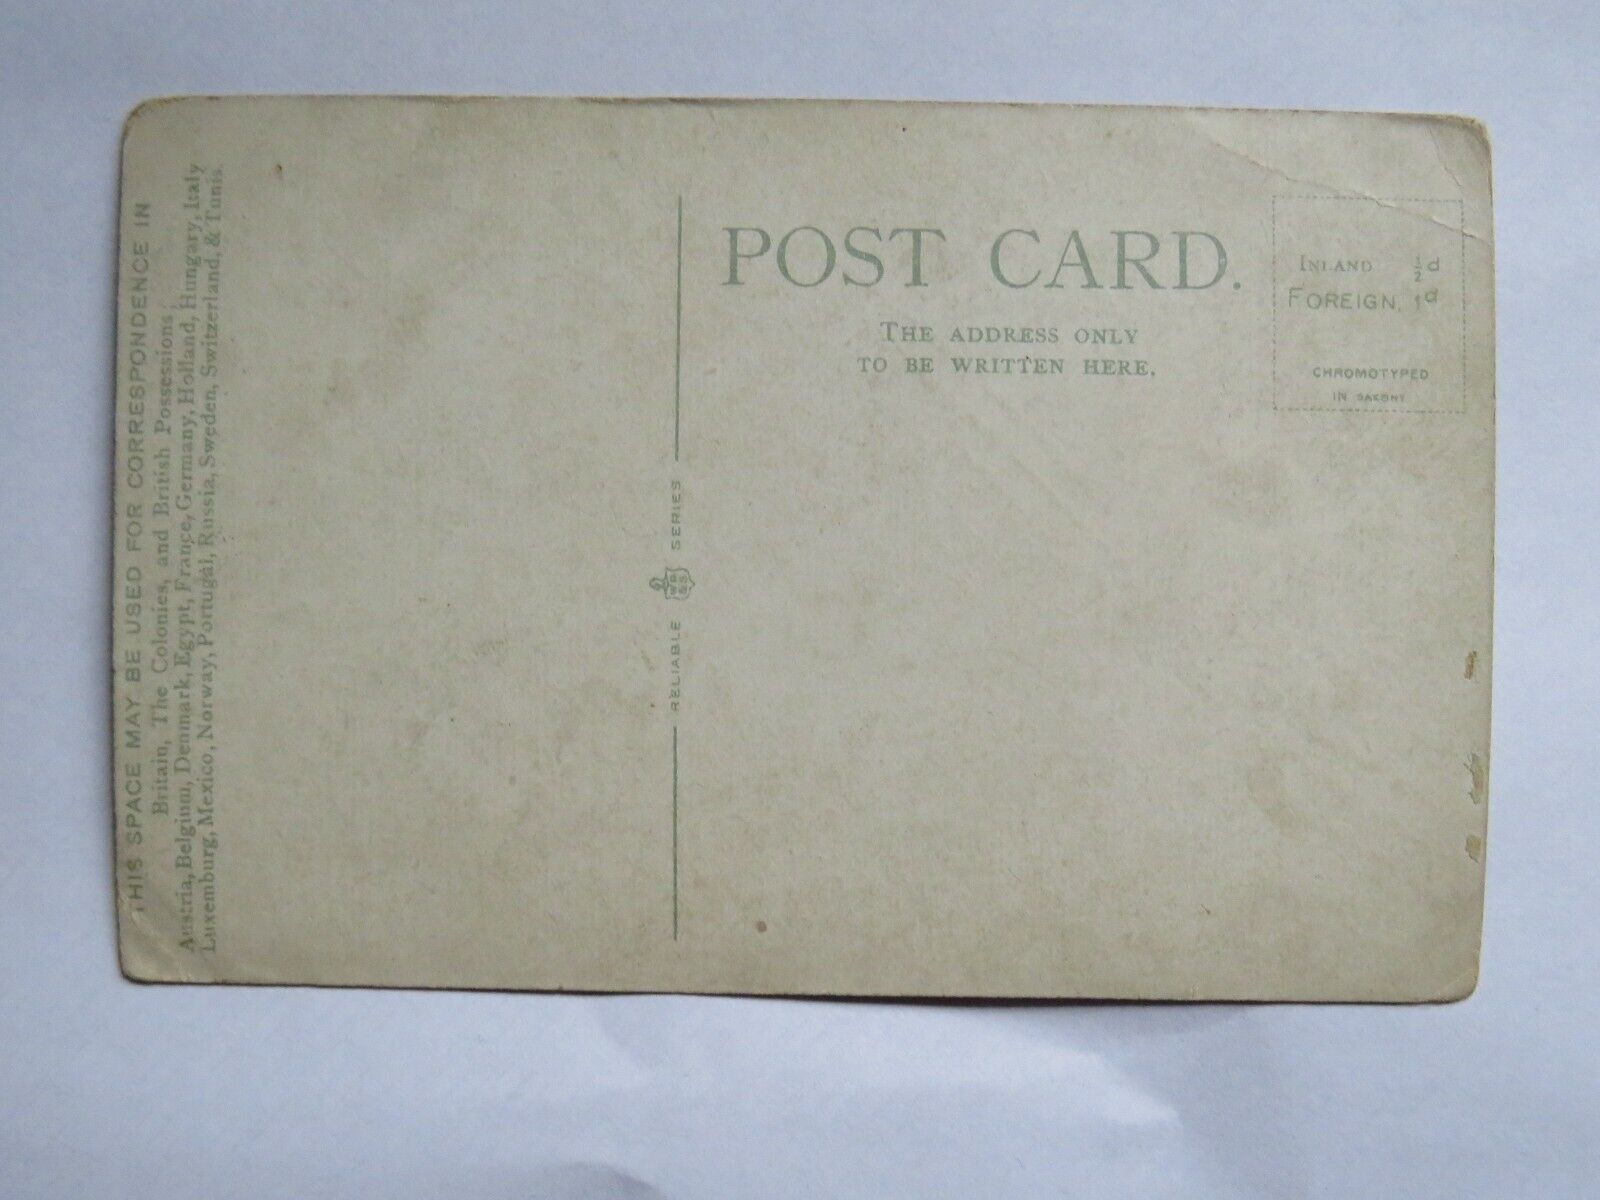 THIS SPACE MAY BE USED FOR CORRESPONDENCE IN
Britain, The Colonies, and British Possessions,
Austria, Belgium, Denmark, Egypt, France, Germany, Holland, Hungary, Italy
Luxemburg, Mexico, Norway, Portugal, Russia, Sweden, Switzerland, & Tunis.
RELIABLE WR&S SERIES
POST CARD.
THE ADDRESS ONLY
TO BE WRITTEN HERE.
INLAND ½d
FOREIGN, 1d
CHROMOTYPED
IN SAXONY